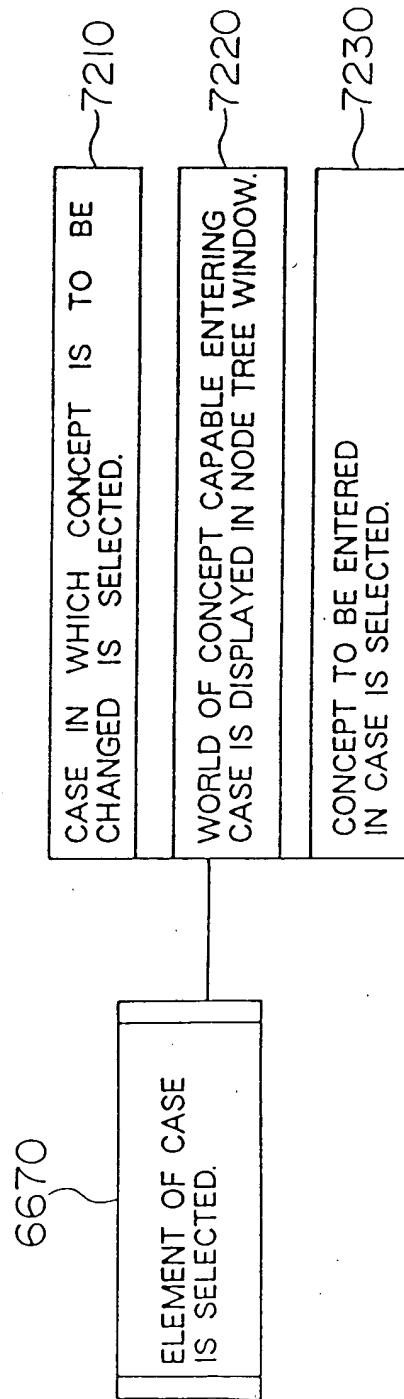 6670
ELEMENT OF CASE
IS SELECTED.
CASE IN WHICH CONCEPT IS TO BE
CHANGED IS SELECTED.
7210
WORLD OF CONCEPT CAPABLE ENTERING
CASE IS DISPLAYED IN NODE TREE WINDOW.
7220
CONCEPT TO BE ENTERED
IN CASE IS SELECTED.
7230